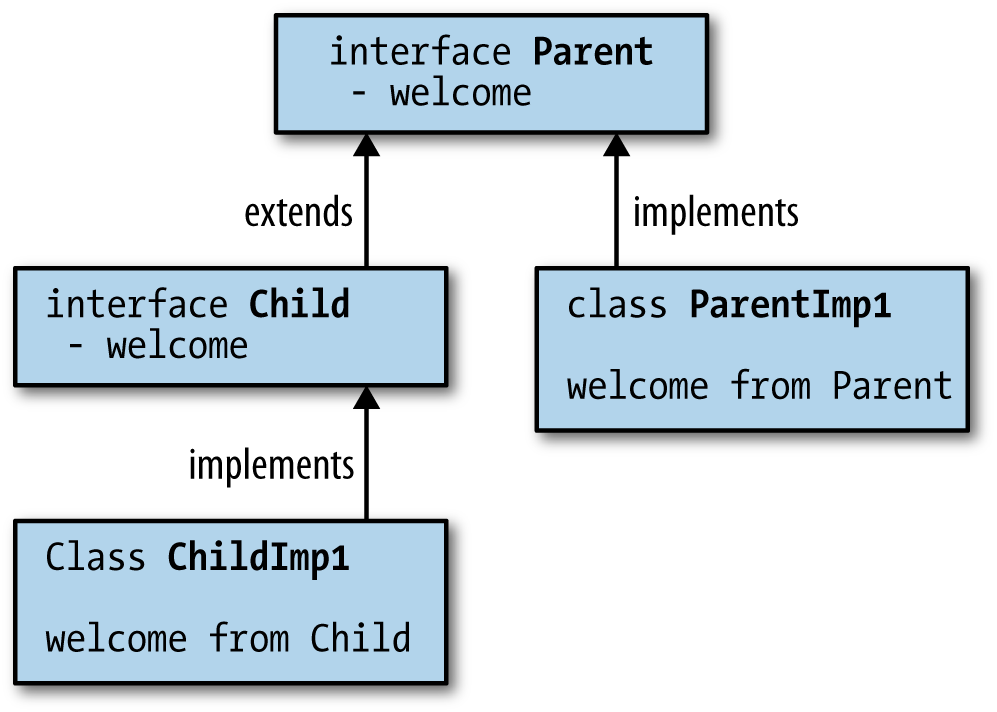 interface Parent
- welcome
extends
implements
interface Child
- welcome
class ParentImp1
welcome from Parent
implements
Class ChildImp1
welcome from Child